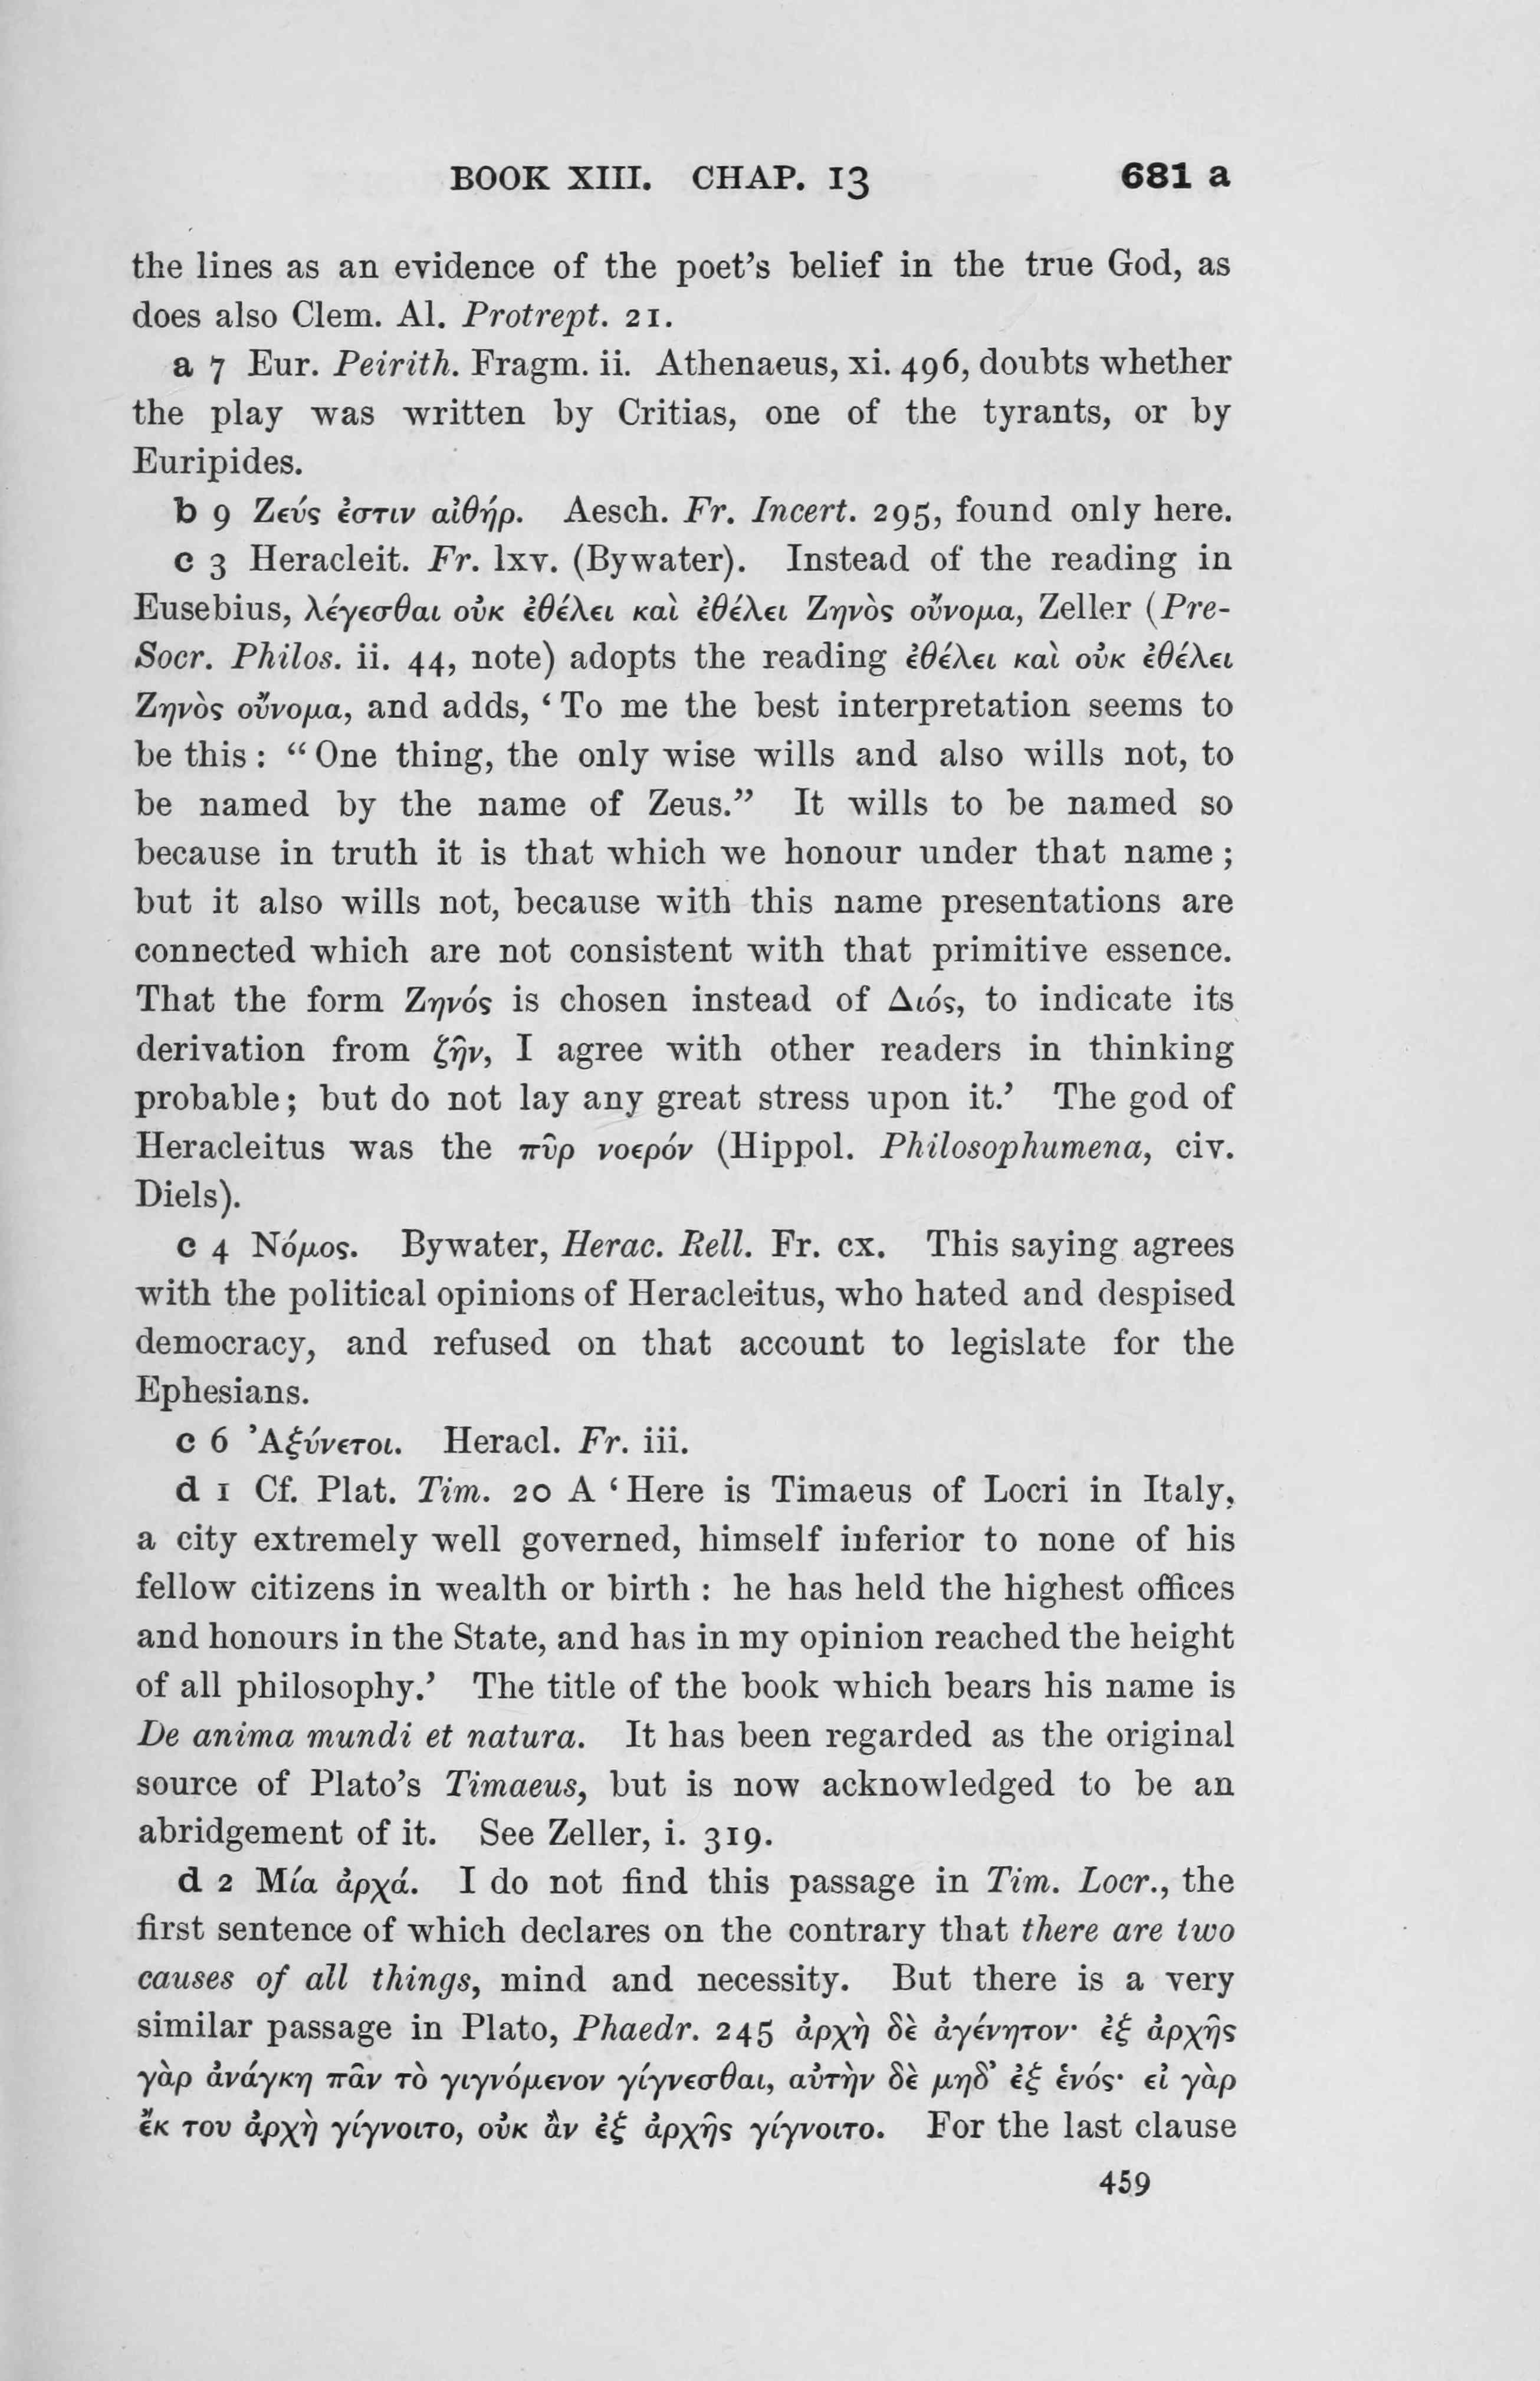 BOOK XIII. CHAP. 13 681 a
the lines as an evidence of the poet's belief in the true God, as
does also Clem. Al. Protrept. 21.
a 7 Eur. Peirith. Fragm. ii. Athenaeus, xi. 496, doubts whether
the play was written by Critias, one of the tyrants, or by
Euripides.
b 9 Ζεύς ἐστιν αἰθήρ. Aesch. Fr. Incert. 295, found only here.
c 3 Heracleit. Fr. lxv. (Bywater). Instead of the reading in
Eusebius, λέγεσθαι οὐκ ἐθέλει καὶ ἐθέλει Ζηνὸς οὔνομα, Zeller (Pre-
Socr. Philos. ii. 44, note) adopts the reading ἐθέλει καὶ οὐκ ἐθέλει
Ζηνὸς οὔνομα, and adds, ‘To me the best interpretation seems to
be this : “One thing, the only wise wills and also wills not, to
be named by the name of Zeus.” It wills to be named so
because in truth it is that which we honour under that name ;
but it also wills not, because with this name presentations are
connected which are not consistent with that primitive essence.
That the form Ζηνός is chosen instead of Διός, to indicate its
derivation from ζῆν, I agree with other readers in thinking
probable; but do not lay any great stress upon it.’ The god of
Heracleitus was the πῦρ νοερόν (Hippol. Philosophumena, civ.
Diels).
c 4 Νόμος. Bywater, Herac. Rell. Fr. cx. This saying agrees
with the political opinions of Heracleitus, who hated and despised
democracy, and refused on that account to legislate for the
Ephesians.
c 6 Ἀξύνετοι. Heracl. Fr. iii.
d 1 Cf. Plat. Tim. 20 A ‘Here is Timaeus of Locri in Italy,
a city extremely well governed, himself inferior to none of his
fellow citizens in wealth or birth : he has held the highest offices
and honours in the State, and has in my opinion reached the height
of all philosophy.’ The title of the book which bears his name is
De anima mundi et natura. It has been regarded as the original
source of Plato's Timaeus, but is now acknowledged to be an
abridgement of it. See Zeller, i. 319.
d 2 Μία ἀρχά. I do not find this passage in Tim. Locr., the
first sentence of which declares on the contrary that there are two
causes of all things, mind and necessity. But there is a very
similar passage in Plato, Phaedr. 245 ἀρχὴ δὲ ἀγένητον· ἐξ ἀρχῆς
γὰρ ἀνάγκη πᾶν τὸ γιγνόμενον γίγνεσθαι, αὐτὴν δὲ μηδ’ ἐξ ἑνός· εἰ γὰρ
ἔκ του ἀρχὴ γίγνοιτο, οὐκ ἂν ἐξ ἀρχῆς γίγνοιτο. For the last clause
459